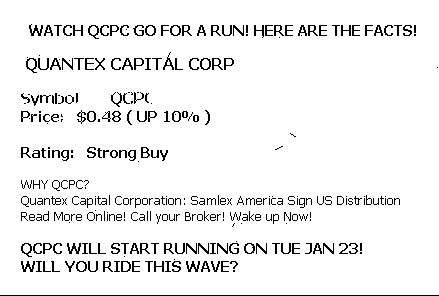 WATCH QCPC GO FOR A RUN! HERE ARE THE FACTS!
QUANTEX CAPITAL CORP
Symbol QCPC
Price: $0.48 ( UP 10% )
Rating: Strong Buy
WHY QCPC?
Quantex Capital Corporation: Samlex America Sign US Distribution
Read More Online! Call your Broker! Wake up Now!
QCPC WILL START RUNNING ON TUE JAN 23!
WILL YOU RIDE THIS WAVE?